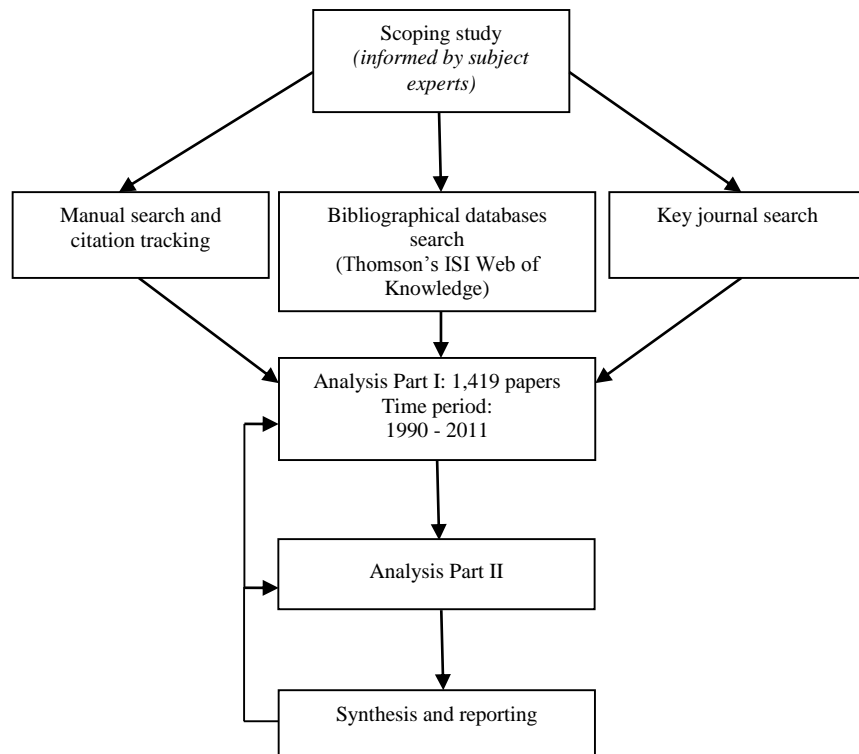 Scoping study
(informed by subject
experts)
Manual search and
citation tracking
Bibliographical databases
search
(Thomson’s ISI Web of
Knowledge)
Key journal search
Analysis Part I: 1,419 papers
Time period:
1990 - 2011
Analysis Part II
Synthesis and reporting